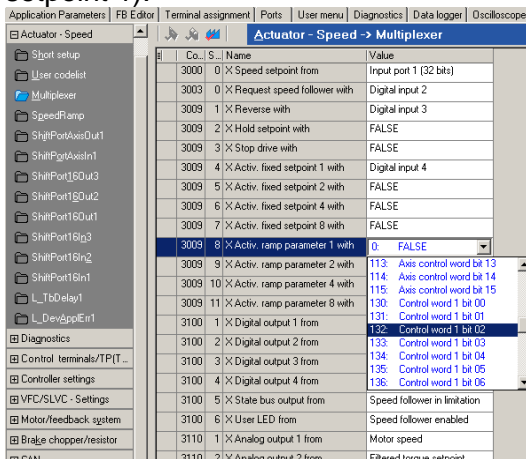 setpoint 1).
Application Parameters FB Editor Terminal assignment Ports User menu Diagnostics Data logger Oscilloscope
Actuator - Speed
Short setup
User codelist
Multiplexer
SpeedRamp
ShiftPortAxisOut1
ShiftPortAxisIn1
ShiftPort16Out3
ShiftPort16Out2
ShiftPort16Out1
ShiftPort16In3
ShiftPort16In2
ShiftPort16In1
L_TbDelay1
L_DevApplErr1
Diagnostics
Control terminals/TP(T...
Controller settings
VFC/SLVC - Settings
Motor/feedback system
Brake chopper/resistor
CAN
Actuator - Speed -> Multiplexer
Co... S... Name Value
3000 0 X Speed setpoint from Input port 1 (32 bits)
3003 0 X Request speed follower with Digital input 2
3009 1 X Reverse with Digital input 3
3009 2 X Hold setpoint with FALSE
3009 3 X Stop drive with FALSE
3009 4 X Activ. fixed setpoint 1 with Digital input 4
3009 5 X Activ. fixed setpoint 2 with FALSE
3009 6 X Activ. fixed setpoint 4 with FALSE
3009 7 X Activ. fixed setpoint 8 with FALSE
3009 8 X Activ. ramp parameter 1 with 0: FALSE
3009 9 X Activ. ramp parameter 2 with
3009 10 X Activ. ramp parameter 4 with
3009 11 X Activ. ramp parameter 8 with
3100 1 X Digital output 1 from
3100 2 X Digital output 2 from
3100 3 X Digital output 3 from
3100 4 X Digital output 4 from
113: Axis control word bit 13
114: Axis control word bit 14
115: Axis control word bit 15
130: Control word 1 bit 00
131: Control word 1 bit 01
132: Control word 1 bit 02
133: Control word 1 bit 03
134: Control word 1 bit 04
135: Control word 1 bit 05
136: Control word 1 bit 06
3100 5 X State bus output from Speed follower in limitation
3100 6 X User LED from Speed follower enabled
3110 1 X Analog output 1 from Motor speed
3110 2 X Analog output 2 from Filtered torque setpoint